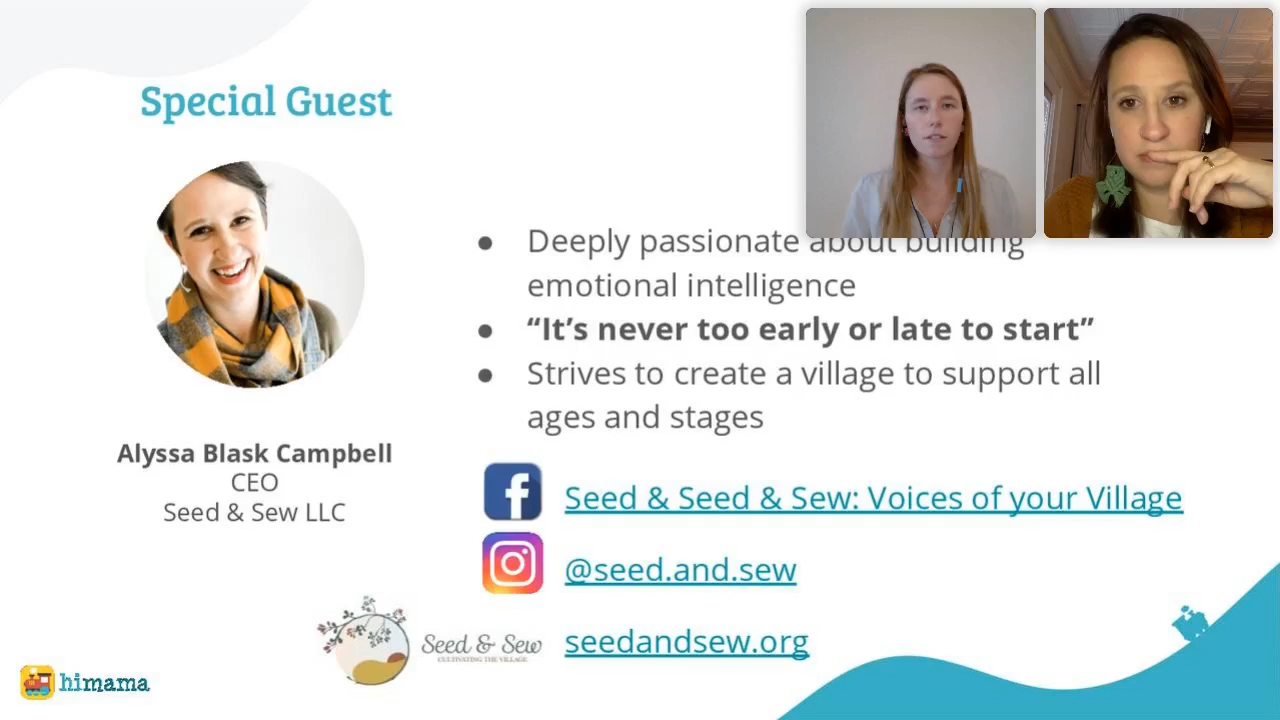 Special Guest
Deeply passionate about building
emotional intelligence
“It’s never too early or late to start”
Strives to create a village to support all
ages and stages
Alyssa Blask Campbell
CEO
Seed & Sew LLC
Seed & Seed & Sew: Voices of your Village
@seed.and.sew
Seed & Sew
CULTIVATING THE VILLAGE
seedandsew.org
himama